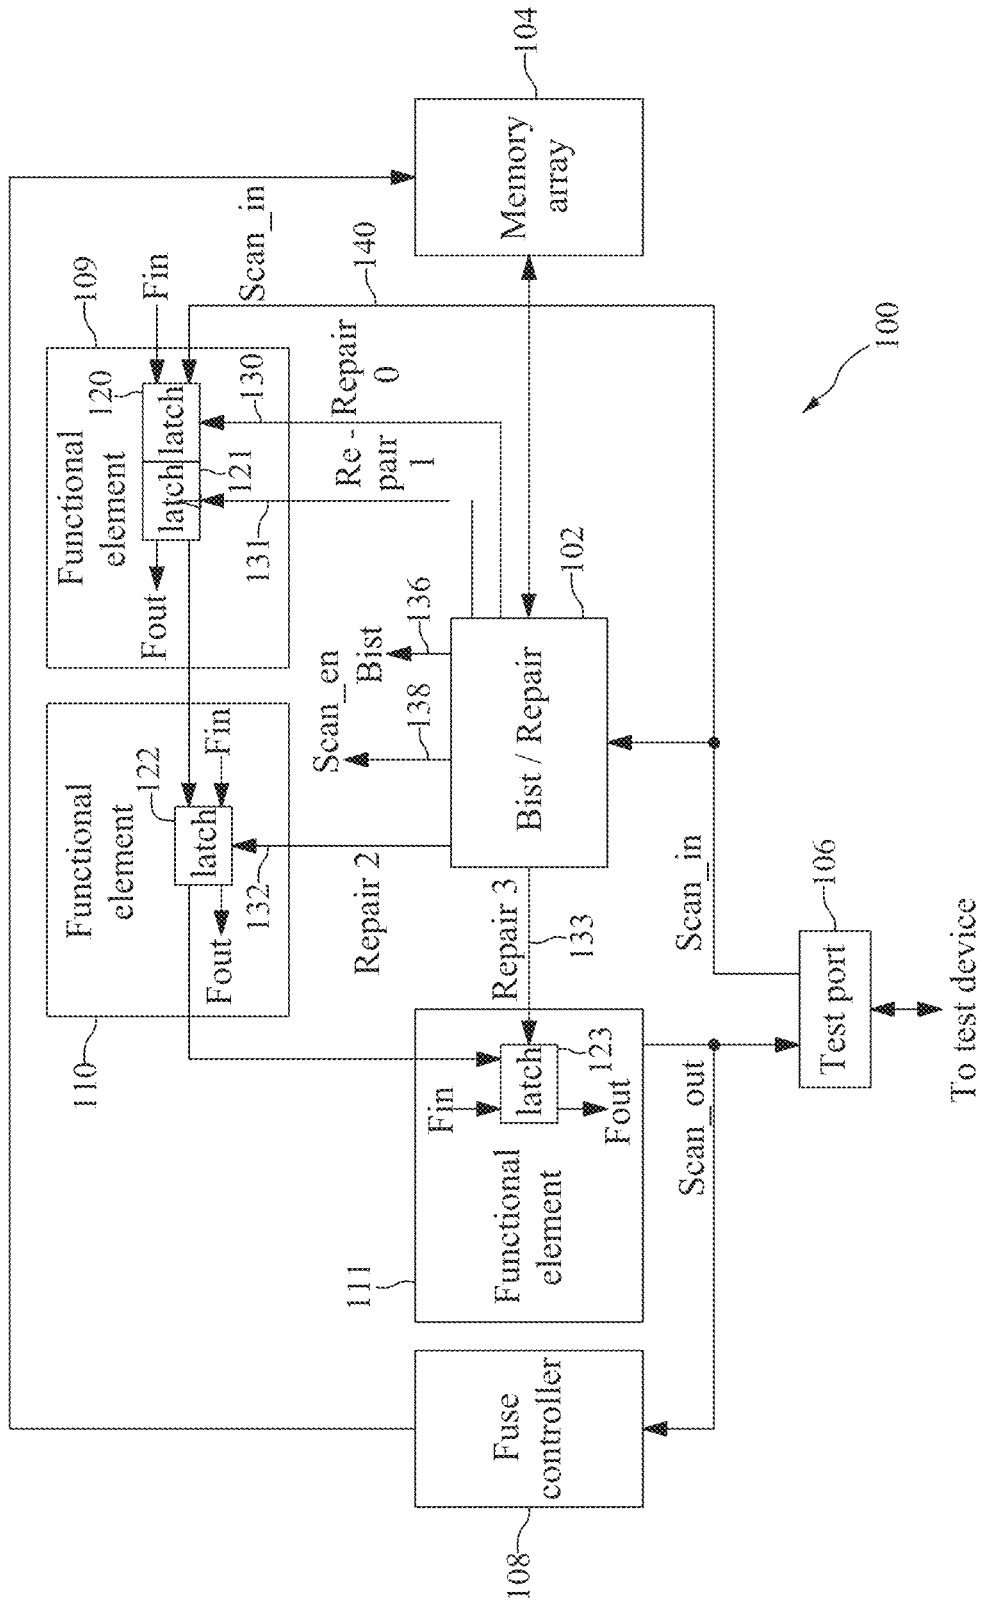 109
Functional
element
120
latch
121
latch
Fin
Fout
Scan_in
130
131
Repair
0
Re -
pair
1
140
104
Memory
array
110
Functional
element
122
latch
Fin
Fout
132
Repair 2
Scan_en
138
Bist
136
102
Bist / Repair
Repair 3
133
111
Functional
element
Fin
latch
123
Fout
108
Fuse
controller
Scan_out
Scan_in
106
Test port
To test device
100